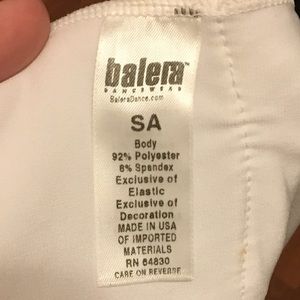 balera
DANCEWEAR
BaleraDance.com
SA
Body
92% Polyester
8% Spandex
Exclusive of
Elastic
Exclusive of
Decoration
MADE IN USA
OF IMPORTED
MATERIALS
RN 64830
CARE ON REVERSE